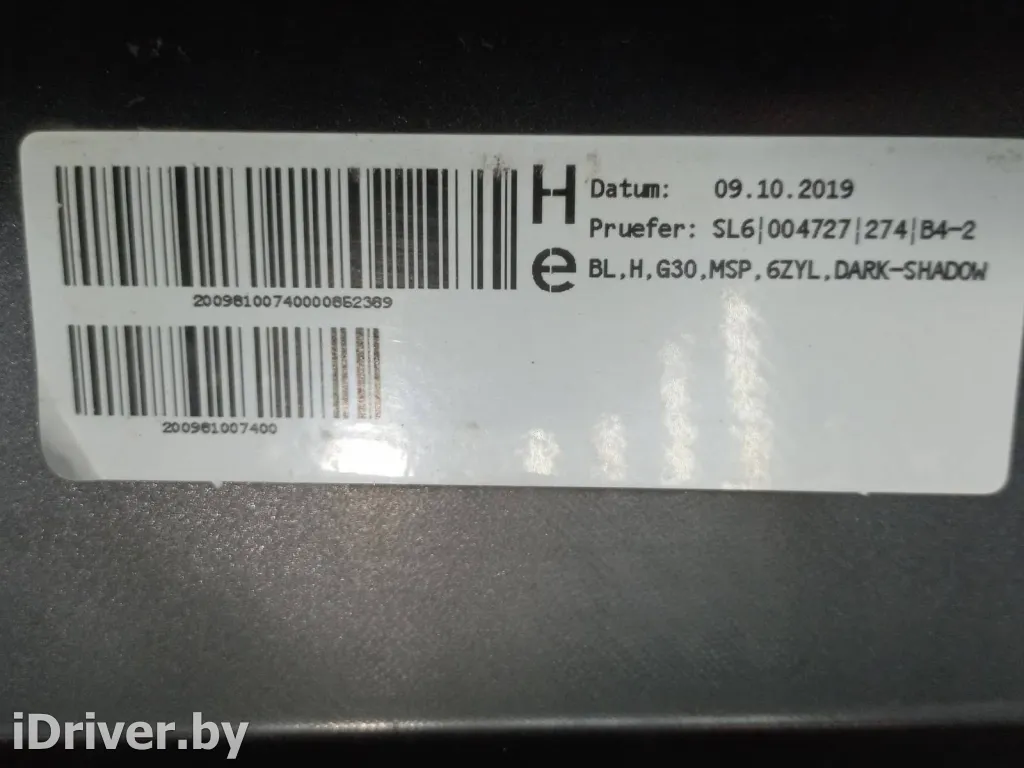 H
e
Datum: 09.10.2019
Pruefer: SL6|004727|274|B4-2
BL,H,G30,MSP,6ZYL,DARK-SHADOW
20098100740000862389
200981007400
iDriver.by